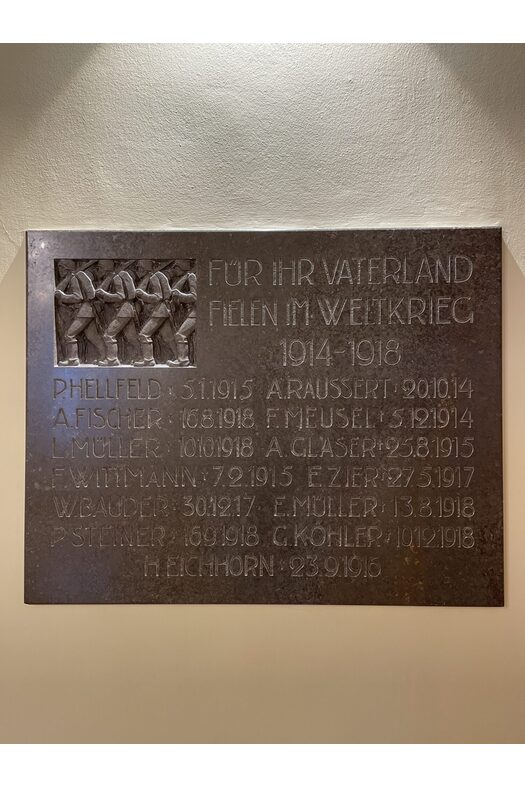 FÜR IHR VATERLAND
FIELEN IM WELTKRIEG
1914-1918
P.HELLFELD : 5.1.1915 A.RAUSSERT : 20.10.14
A.FISCHER : 16.8.1918 F.MEUSEL : 5.12.1914
L.MÜLLER : 10.10.1918 A.GLÄSER : 25.8.1915
F.WITTMANN : 7.2.1915 E.ZIER : 27.5.1917
W.BAUDER : 30.12.17 E.MÜLLER : 13.8.1918
P.STEINER : 16.9.1918 G.KÖHLER : 10.12.1918
H.EICHHORN : 23.9.1916